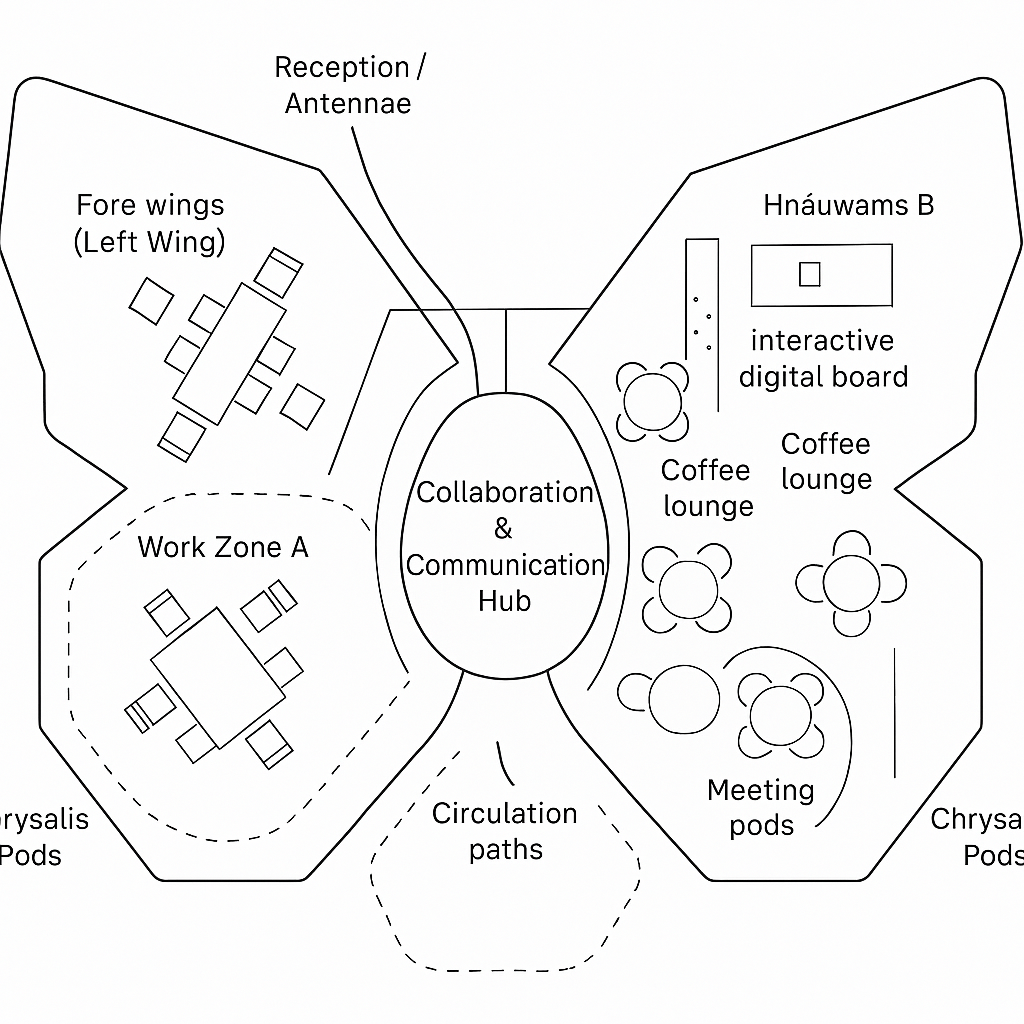 Reception /
Antennae
Fore wings
(Left Wing)
Hnáuwams B
interactive
digital board
Coffee
lounge
Coffee
lounge
Collaboration
&
Communication
Hub
Work Zone A
Meeting
pods
Circulation
paths
rysalis
Pods
Chrysa
Pods